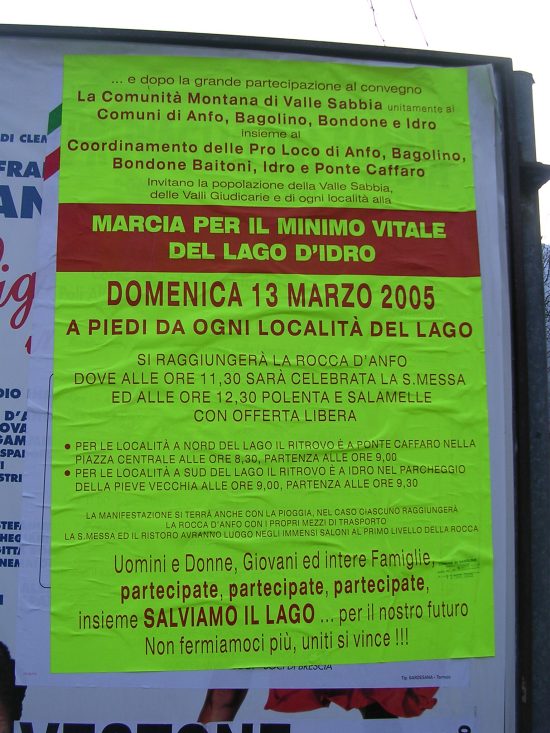 ... e dopo la grande partecipazione al convegno
La Comunità Montana di Valle Sabbia unitamente ai
Comuni di Anfo, Bagolino, Bondone e Idro
insieme al
Coordinamento delle Pro Loco di Anfo, Bagolino,
Bondone Baitoni, Idro e Ponte Caffaro
Invitano la popolazione della Valle Sabbia,
delle Valli Giudicarie e di ogni località alla
MARCIA PER IL MINIMO VITALE
DEL LAGO D'IDRO
DOMENICA 13 MARZO 2005
A PIEDI DA OGNI LOCALITÀ DEL LAGO
SI RAGGIUNGERÀ LA ROCCA D'ANFO
DOVE ALLE ORE 11,30 SARÀ CELEBRATA LA S.MESSA
ED ALLE ORE 12,30 POLENTA E SALAMELLE
CON OFFERTA LIBERA
• PER LE LOCALITÀ A NORD DEL LAGO IL RITROVO È A PONTE CAFFARO NELLA
PIAZZA CENTRALE ALLE ORE 8,30, PARTENZA ALLE ORE 9,00
• PER LE LOCALITÀ A SUD DEL LAGO IL RITROVO È A IDRO NEL PARCHEGGIO
DELLA PIEVE VECCHIA ALLE ORE 9,00, PARTENZA ALLE ORE 9,30
LA MANIFESTAZIONE SI TERRÀ ANCHE CON LA PIOGGIA, NEL CASO CIASCUNO RAGGIUNGERÀ
LA ROCCA D'ANFO CON I PROPRI MEZZI DI TRASPORTO
LA S.MESSA ED IL RISTORO AVRANNO LUOGO NEGLI IMMENSI SALONI AL PRIMO LIVELLO DELLA ROCCA
Uomini e Donne, Giovani ed intere Famiglie,
partecipate, partecipate, partecipate,
insieme SALVIAMO IL LAGO ... per il nostro futuro
Non fermiamoci più, uniti si vince !!!
Tip. GARDESANA - Tormini
DI BRESCIA
DI CLEM
FRA
AN
ig
VESTONE